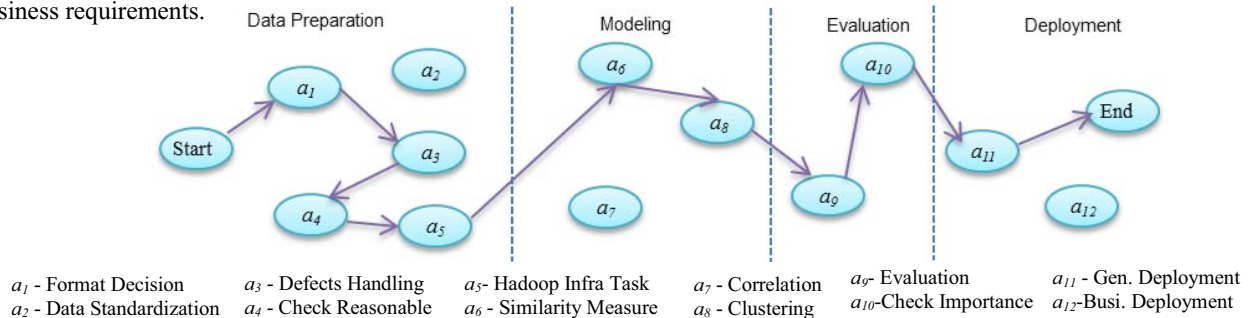 siness requirements.
Data Preparation
Modeling
Evaluation
Deployment
a1
a2
a3
a4
a5
a6
a7
a8
a9
a10
a11
a12
Start
End
a1 - Format Decision
a2 - Data Standardization
a3 - Defects Handling
a4 - Check Reasonable
a5- Hadoop Infra Task
a6 - Similarity Measure
a7 - Correlation
a8 - Clustering
a9- Evaluation
a10-Check Importance
a11 - Gen. Deployment
a12-Busi. Deployment